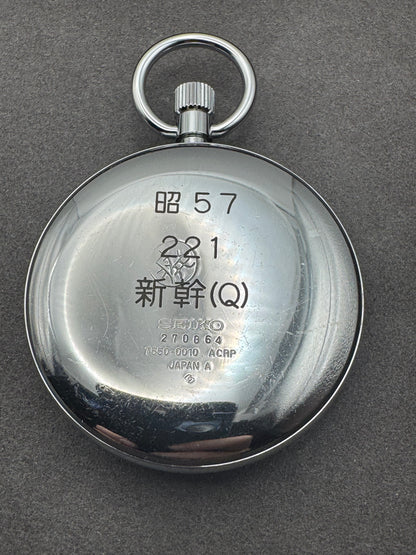 昭57
221
新幹(Q)
SEIKO
270664
7550-0010 ACRP
JAPAN A